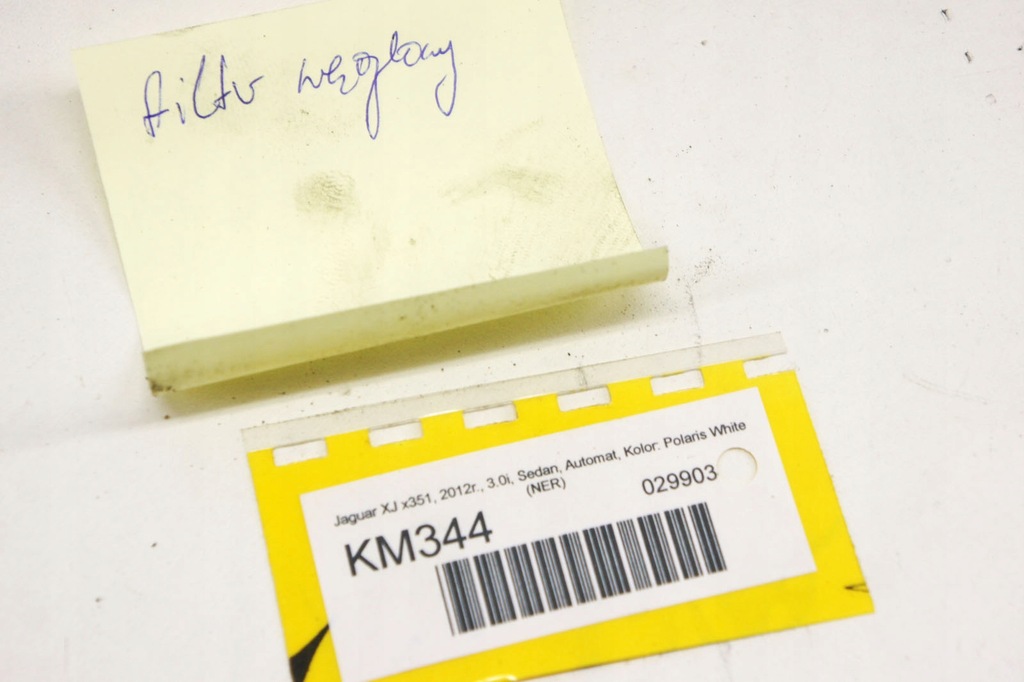 filtr węglowy
Jaguar XJ x351, 2012r., 3.0i, Sedan, Automat, Kolor: Polaris White
(NER)
029903
KM344